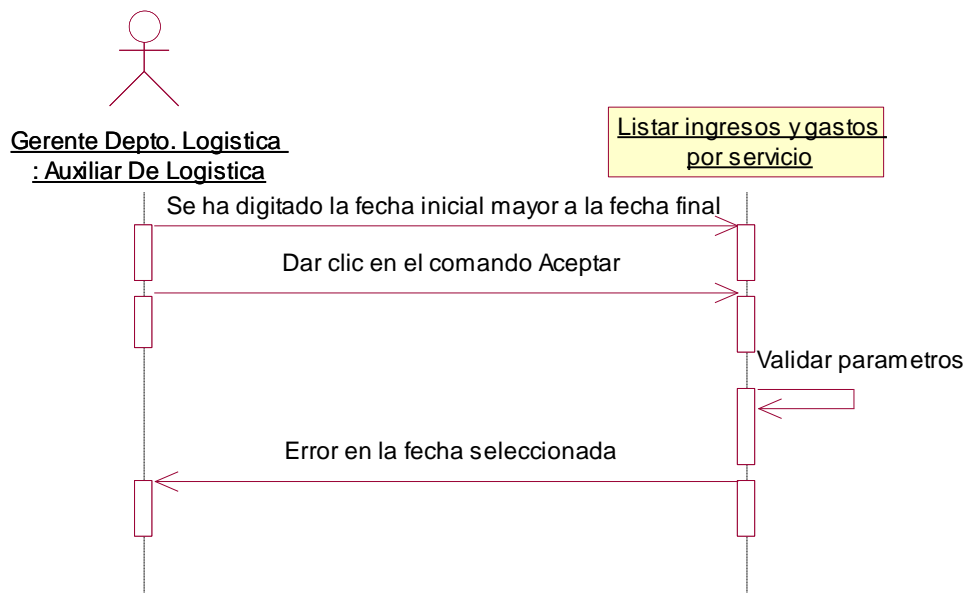 Gerente Depto. Logistica
: Auxiliar De Logistica
Listar ingresos y gastos
por servicio
Se ha digitado la fecha inicial mayor a la fecha final
Dar clic en el comando Aceptar
Validar parametros
Error en la fecha seleccionada